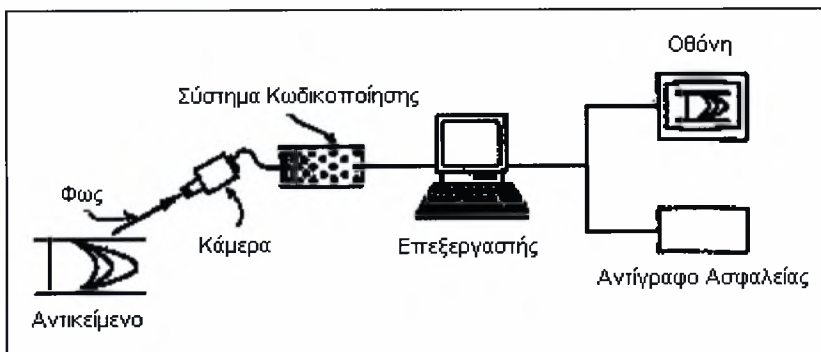 Οθόνη
Σύστημα Κωδικοποίησης
Φως
Κάμερα
Επεξεργαστής
Αντίγραφο Ασφαλείας
Αντικείμενο